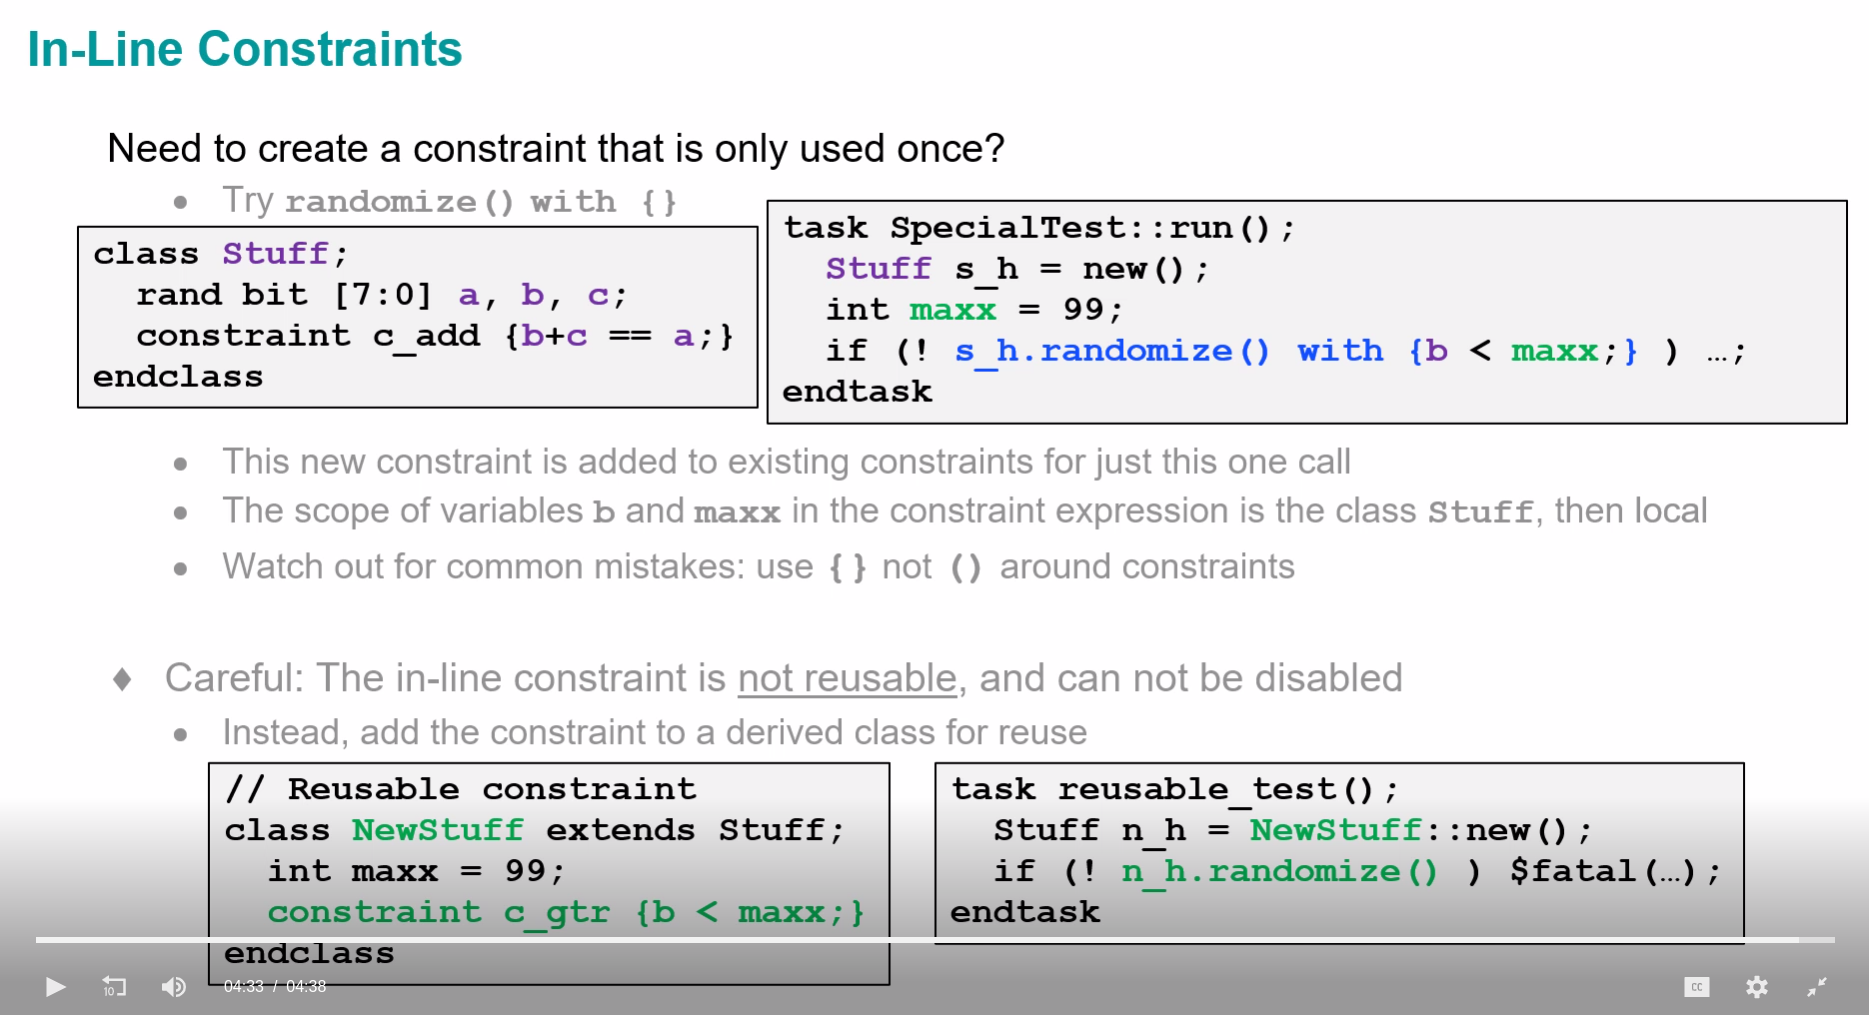 In-Line Constraints
Need to create a constraint that is only used once?
● Try randomize() with {}
class Stuff;
rand bit [7:0] a, b, c;
constraint c_add {b+c == a;}
endclass
task SpecialTest::run();
Stuff s_h = new();
int maxx = 99;
if (! s_h.randomize() with {b < maxx;} ) …;
endtask
● This new constraint is added to existing constraints for just this one call
● The scope of variables b and maxx in the constraint expression is the class Stuff, then local
● Watch out for common mistakes: use {} not () around constraints
♦ Careful: The in-line constraint is not reusable, and can not be disabled
● Instead, add the constraint to a derived class for reuse
// Reusable constraint
class NewStuff extends Stuff;
int maxx = 99;
constraint c_gtr {b < maxx;}
endclass
task reusable_test();
Stuff n_h = NewStuff::new();
if (! n_h.randomize() ) $fatal(…);
endtask
10
04:33 / 04:38
CC